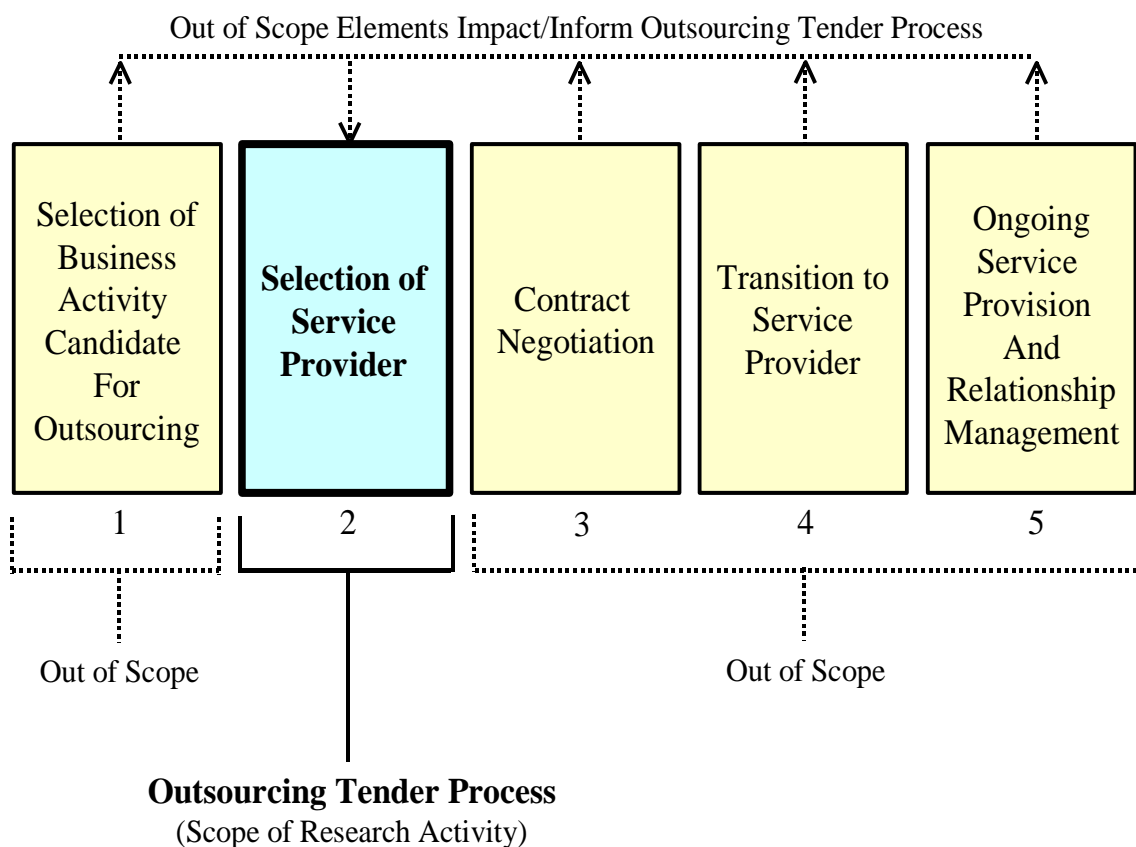 Out of Scope Elements Impact/Inform Outsourcing Tender Process
Selection of
Business
Activity
Candidate
For
Outsourcing
Selection of
Service
Provider
Contract
Negotiation
Transition to
Service
Provider
Ongoing
Service
Provision
And
Relationship
Management
1
2
3
4
5
Out of Scope
Out of Scope
Outsourcing Tender Process
(Scope of Research Activity)